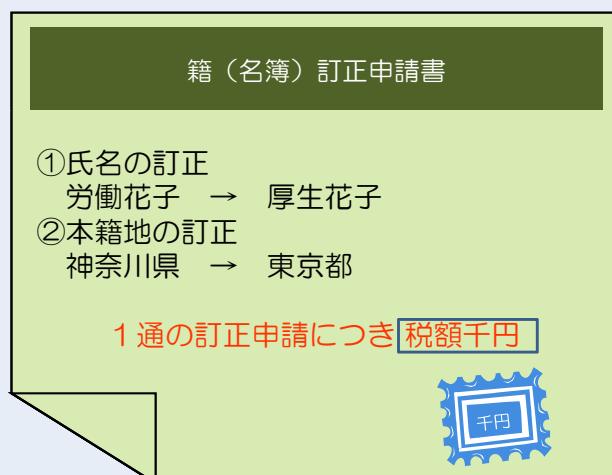 籍（名簿）訂正申請書
①氏名の訂正
労働花子　→　厚生花子
②本籍地の訂正
神奈川県　→　東京都
１通の訂正申請につき 税額千円
千円